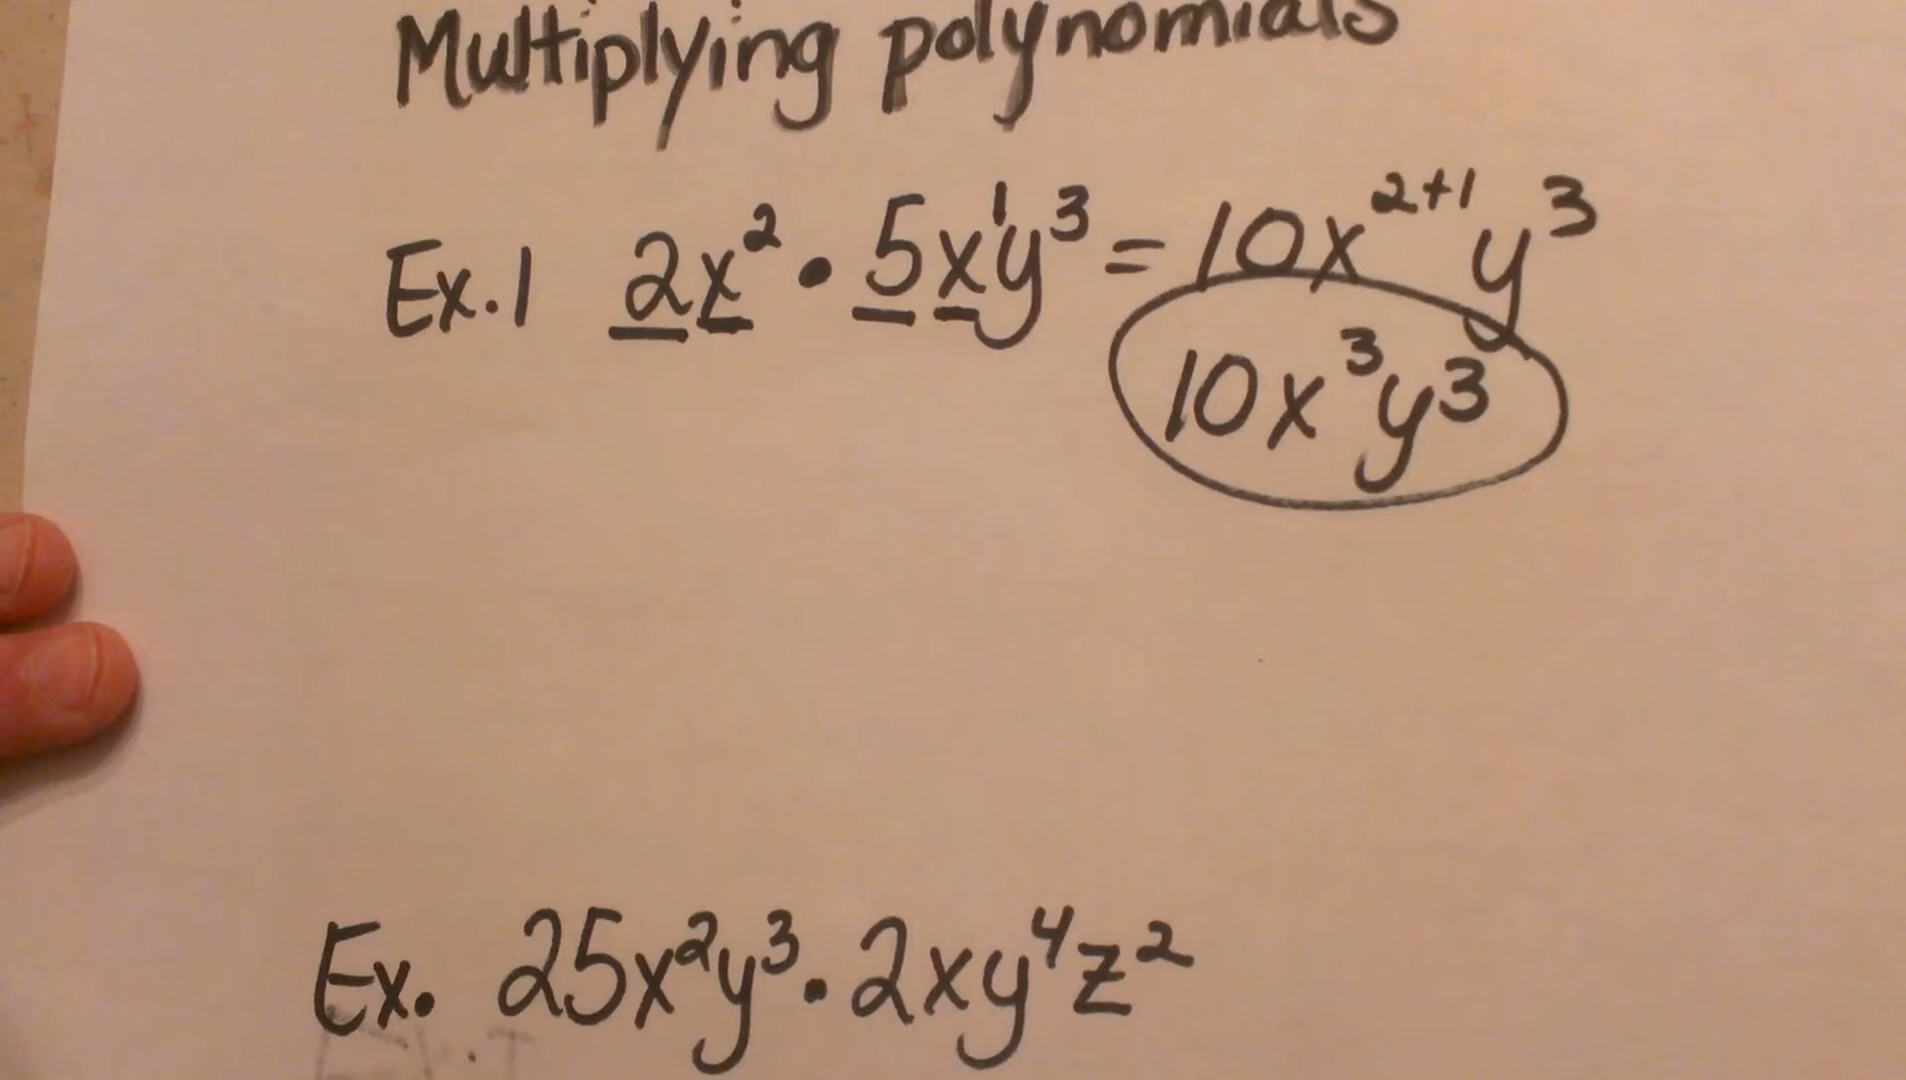 Multiplying polynomials
Ex.1 2x² • 5x¹y³ = 10x²⁺¹y³
10x³y³
Ex. 25x²y³ • 2xy⁴z²